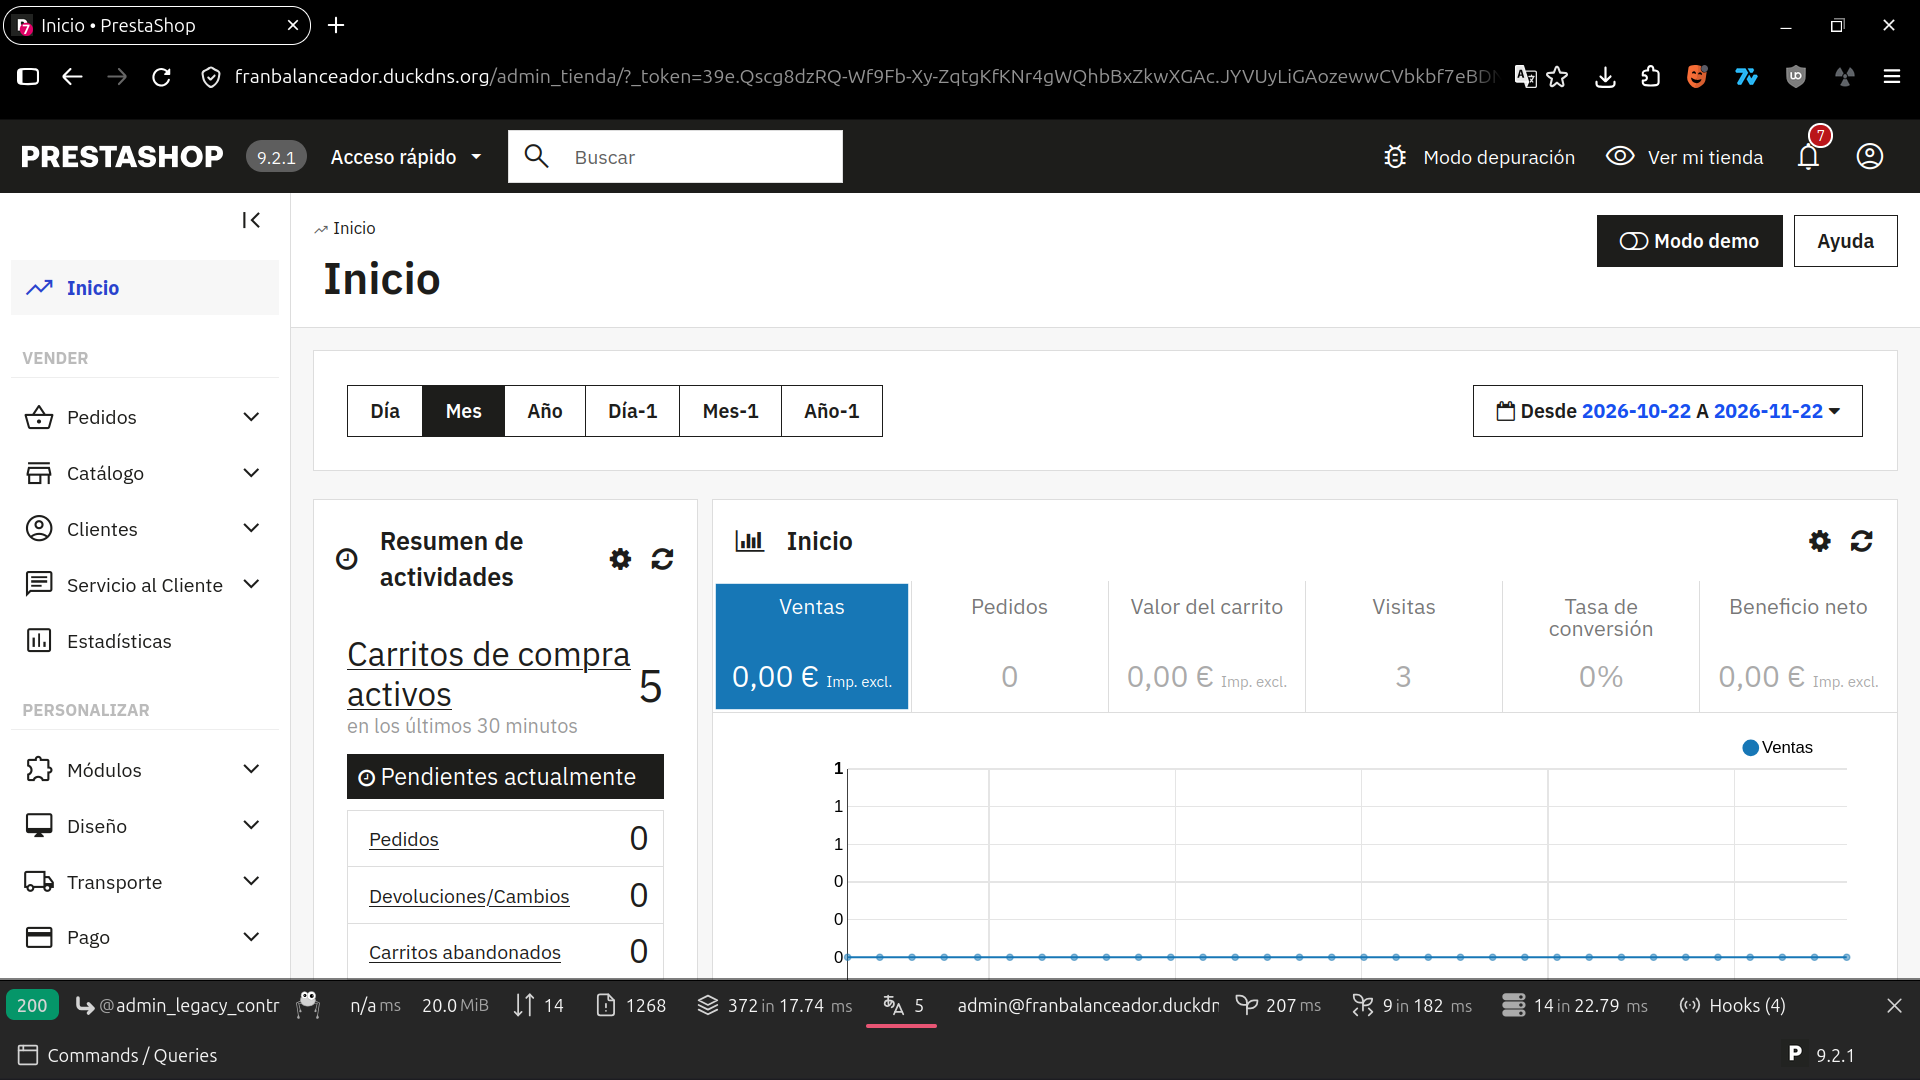 Inicio • PrestaShop
franbalanceador.duckdns.org/admin_tienda/?_token=39e.Qscg8dzRQ-Wf9Fb-Xy-ZqtgKfKNr4gWQhbBxZkwXGAc.JYVUyLiGAozewwCVbkbf7eBD
PRESTASHOP 9.2.1 Acceso rápido Buscar Modo depuración Ver mi tienda 7
Inicio
Inicio
Modo demo Ayuda
Inicio
VENDER
Pedidos
Catálogo
Clientes
Servicio al Cliente
Estadísticas
PERSONALIZAR
Módulos
Diseño
Transporte
Pago
Día Mes Año Día-1 Mes-1 Año-1
Desde 2026-10-22 A 2026-11-22
Resumen de
actividades
Carritos de compra
activos 5
en los últimos 30 minutos
Pendientes actualmente
Pedidos 0
Devoluciones/Cambios 0
Carritos abandonados 0
Inicio
Ventas
0,00 € Imp. excl.
Pedidos
0
Valor del carrito
0,00 € Imp. excl.
Visitas
3
Tasa de
conversión
0%
Beneficio neto
0,00 € Imp. excl.
Ventas
1
1
1
0
0
0
200 @admin_legacy_contr n/a ms 20.0 MiB 14 1268 372 in 17.74 ms 5 admin@franbalanceador.duckdn 207 ms 9 in 182 ms 14 in 22.79 ms Hooks (4)
Commands / Queries P 9.2.1